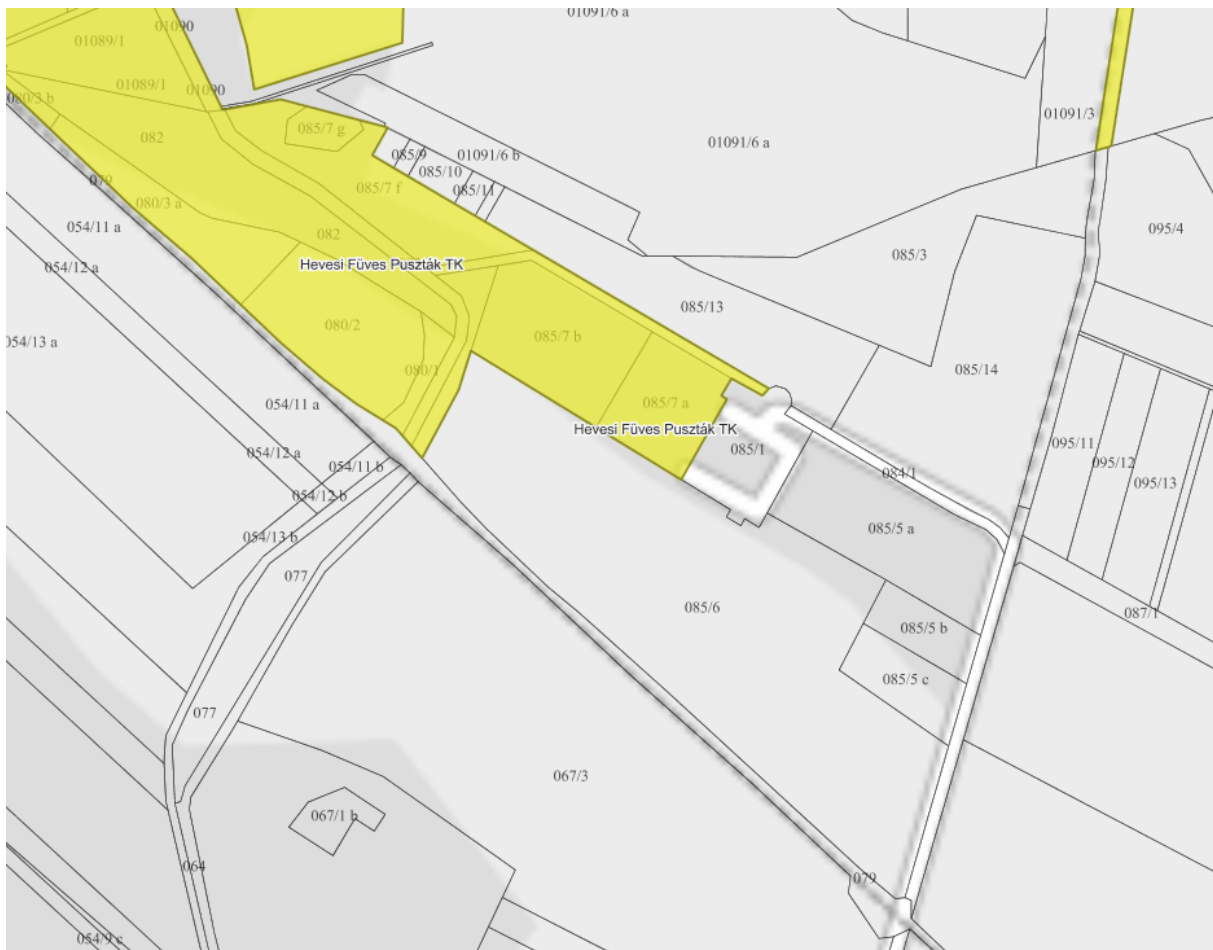 01091/6 a
01090
01089/1
01089/1
01090
080/3 b
085/7 g
01091/3
082
01091/6 a
085/9
01091/6 b
085/10
079
085/7 f
085/11
080/3 a
054/11 a
095/4
082
085/3
Hevesi Füves Puszták TK
054/12 a
085/13
080/2
085/7 b
054/13 a
080/1
085/14
054/11 a
085/7 a
Hevesi Füves Puszták TK
095/11
085/1
054/12 a
054/11 b
095/12
084/1
095/13
054/12 b
085/5 a
054/13 b
077
085/6
087/1
085/5 b
085/5 c
077
067/3
067/1 b
064
079
054/9 c